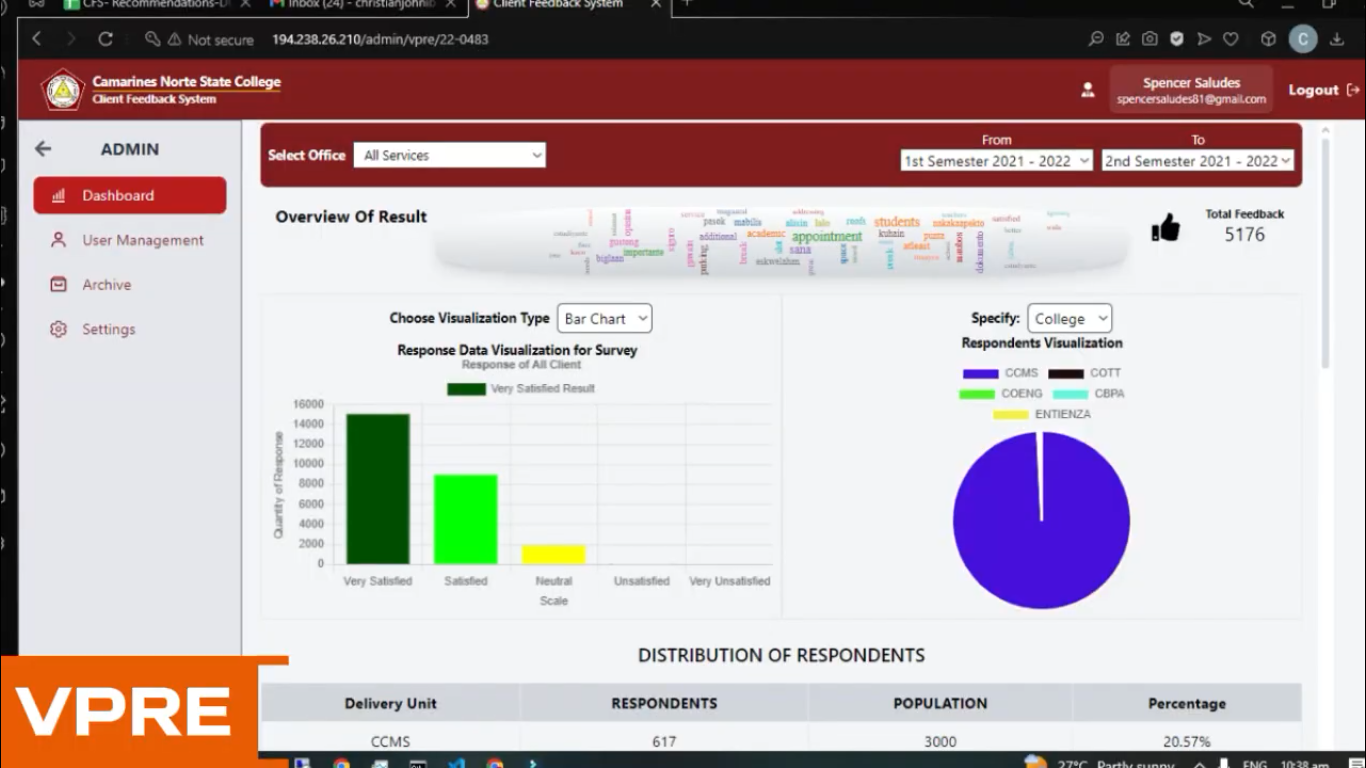 CFS- Recommendations-D
Inbox (24) - christianjohnib
Client Feedback System
Not secure 194.238.26.210/admin/vpre/22-0483
C
Camarines Norte State College
Client Feedback System
Spencer Saludes
spencersaludes81@gmail.com
Logout
ADMIN
Dashboard
User Management
Archive
Settings
Select Office All Services
From
1st Semester 2021 - 2022
To
2nd Semester 2021 - 2022
Overview Of Result
students
appointment
academic
additional
importante
biglaan
parking
mabilis
sana
kuhain
satisfied
dokumento
Total Feedback
5176
Choose Visualization Type Bar Chart
Response Data Visualization for Survey
Response of All Client
Very Satisfied Result
Quantity of Response
16000
14000
12000
10000
8000
6000
4000
2000
0
Very Satisfied Satisfied Neutral Unsatisfied Very Unsatisfied
Scale
Specify: College
Respondents Visualization
CCMS COTT
COENG CBPA
ENTIENZA
DISTRIBUTION OF RESPONDENTS
Delivery Unit RESPONDENTS POPULATION Percentage
CCMS 617 3000 20.57%
VPRE
27°C Partly sunny ENG 10:38 am